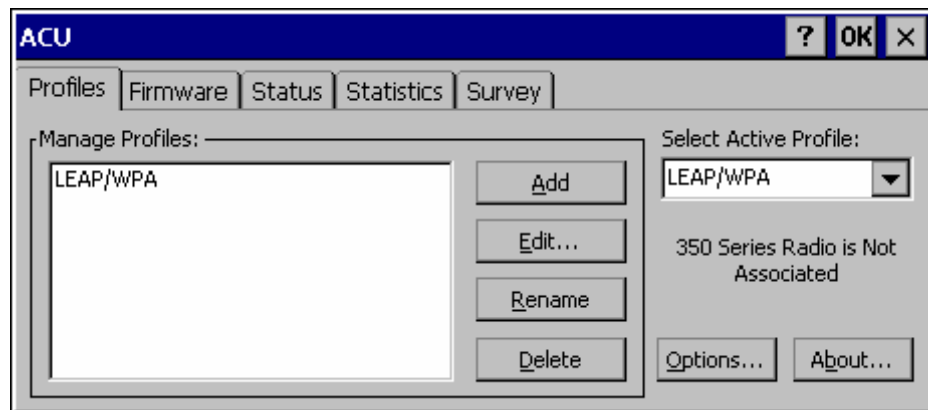 ACU ? OK ×
Profiles Firmware Status Statistics Survey
Manage Profiles:
LEAP/WPA
Add
Edit...
Rename
Delete
Select Active Profile:
LEAP/WPA
350 Series Radio is Not
Associated
Options... About...